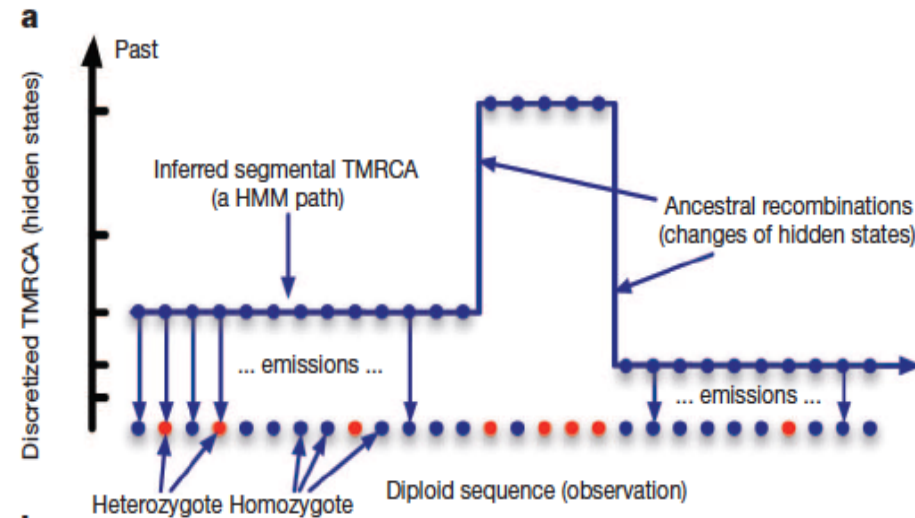 a
Past
Discretized TMRCA (hidden states)
Inferred segmental TMRCA
(a HMM path)
Ancestral recombinations
(changes of hidden states)
... emissions ...
... emissions ...
Heterozygote Homozygote
Diploid sequence (observation)